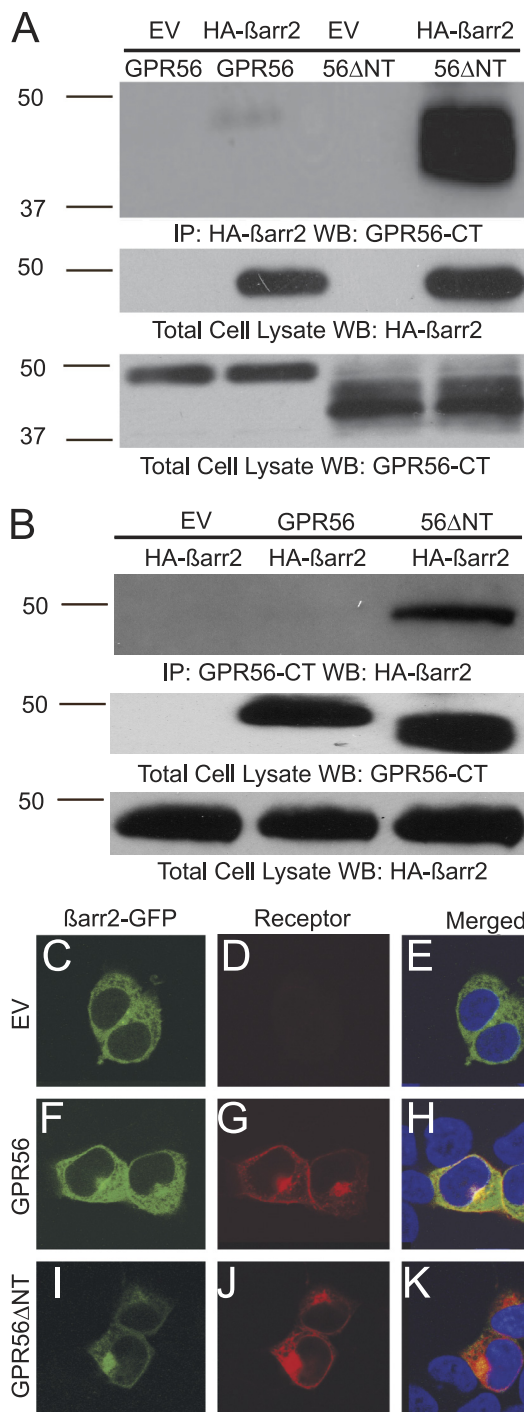 A
EV HA-ßarr2 EV HA-ßarr2
GPR56 GPR56 56ΔNT 56ΔNT
50
37
IP: HA-ßarr2 WB: GPR56-CT
50
Total Cell Lysate WB: HA-ßarr2
50
37
Total Cell Lysate WB: GPR56-CT
B
EV GPR56 56ΔNT
HA-ßarr2 HA-ßarr2 HA-ßarr2
50
IP: GPR56-CT WB: HA-ßarr2
50
Total Cell Lysate WB: GPR56-CT
50
Total Cell Lysate WB: HA-ßarr2
ßarr2-GFP Receptor Merged
EV C D E
GPR56 F G H
GPR56ΔNT I J K